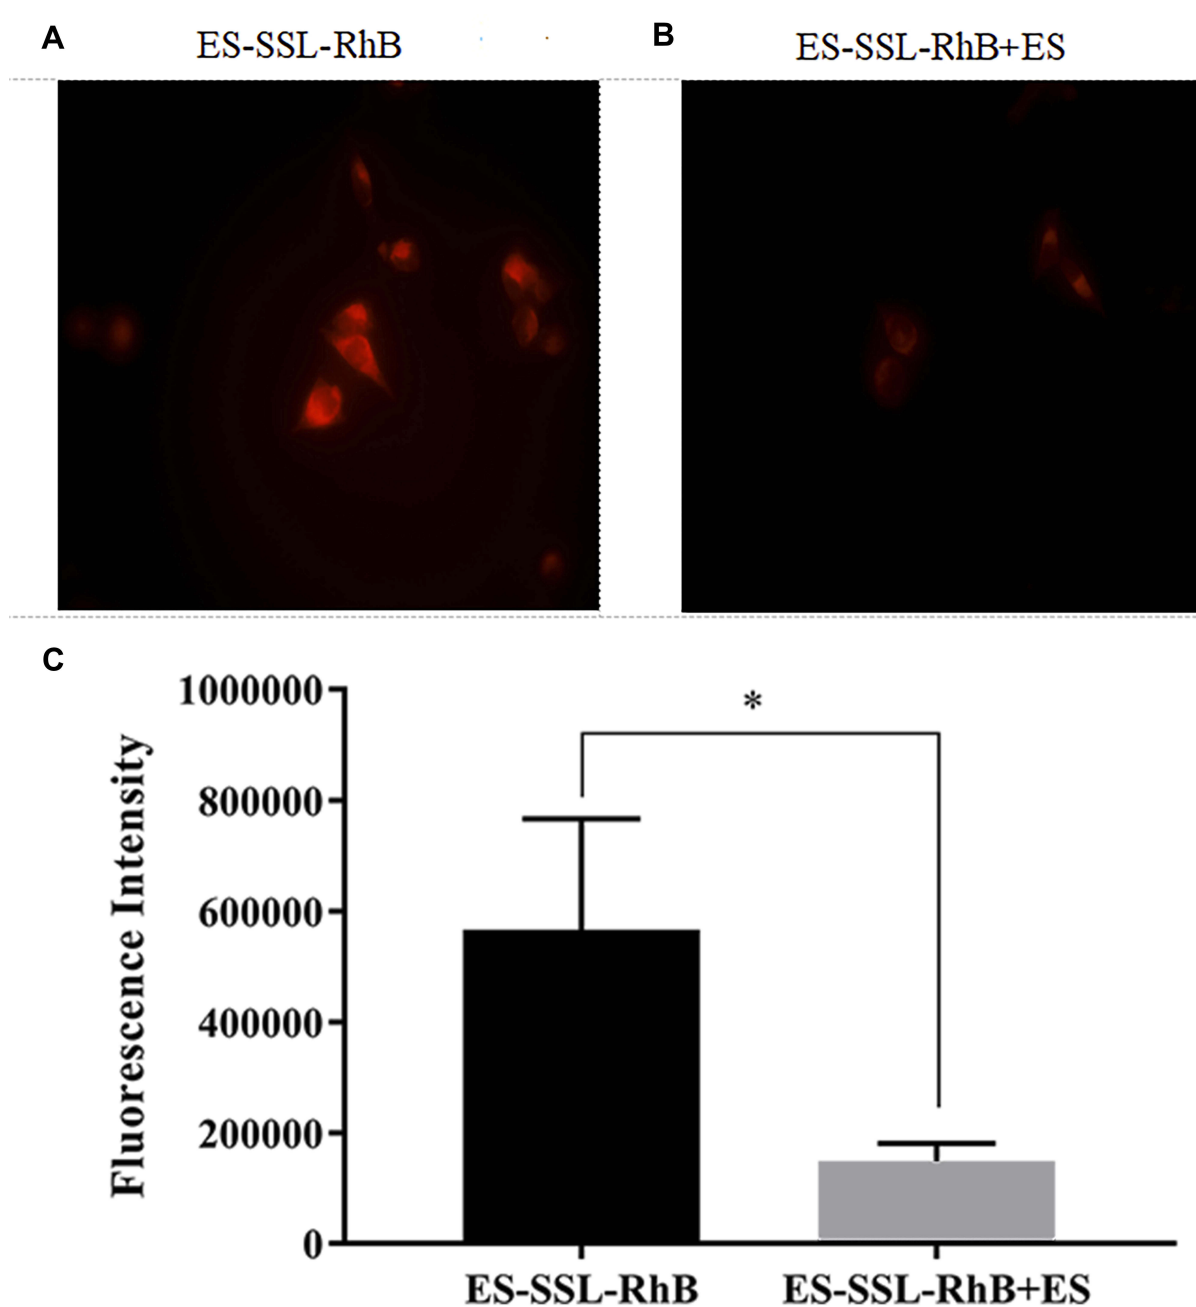 A
ES-SSL-RhB
B
ES-SSL-RhB+ES
C
1000000
800000
600000
400000
200000
0
Fluorescence Intensity
*
ES-SSL-RhB
ES-SSL-RhB+ES